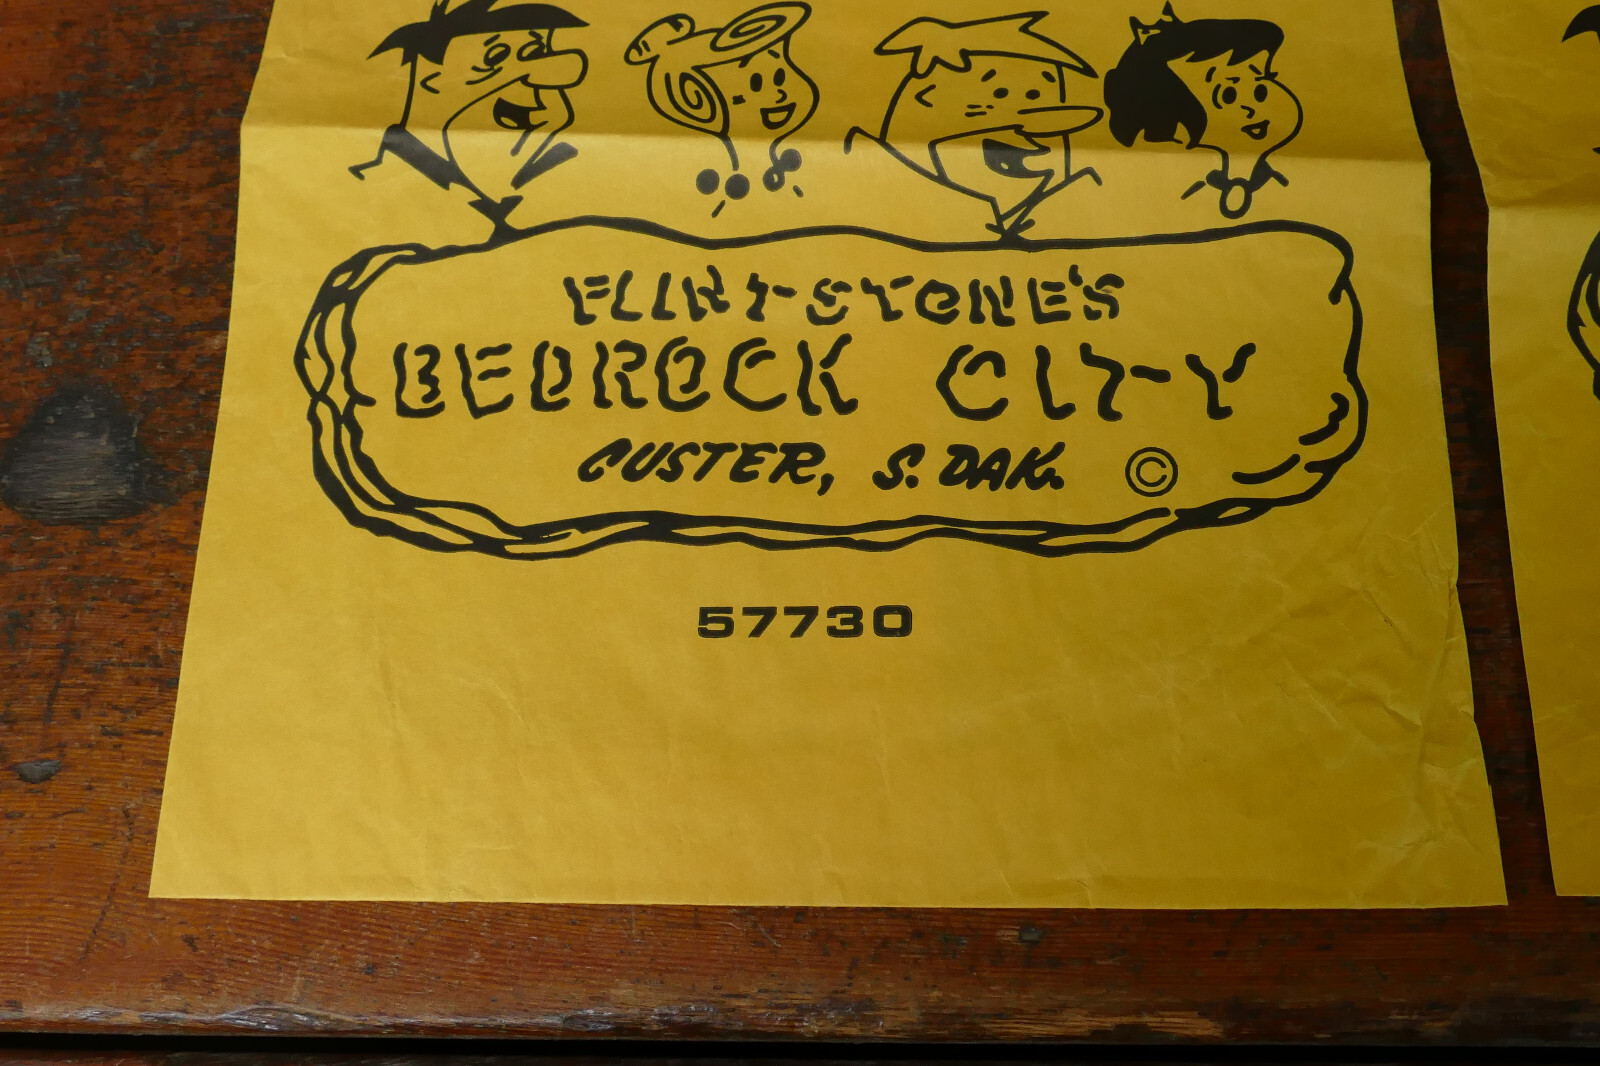 FLINTSTONE'S
BEDROCK CITY
CUSTER, S. DAK. ©
57730